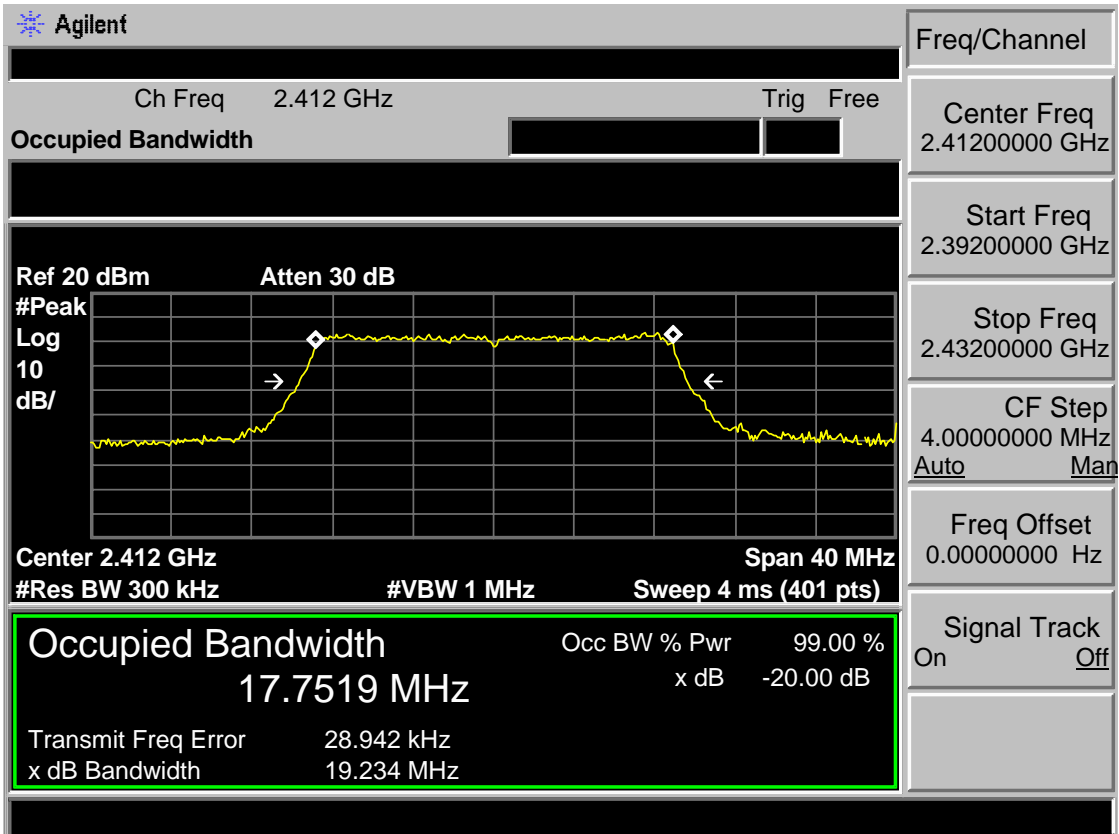 Agilent
Freq/Channel
Ch Freq 2.412 GHz Trig Free
Occupied Bandwidth
Center Freq
2.41200000 GHz
Start Freq
2.39200000 GHz
Stop Freq
2.43200000 GHz
CF Step
4.00000000 MHz
Auto Man
Freq Offset
0.00000000 Hz
Signal Track
On Off
Ref 20 dBm Atten 30 dB
#Peak
Log
10
dB/
Center 2.412 GHz Span 40 MHz
#Res BW 300 kHz #VBW 1 MHz Sweep 4 ms (401 pts)
Occupied Bandwidth Occ BW % Pwr 99.00 %
17.7519 MHz x dB -20.00 dB
Transmit Freq Error 28.942 kHz
x dB Bandwidth 19.234 MHz